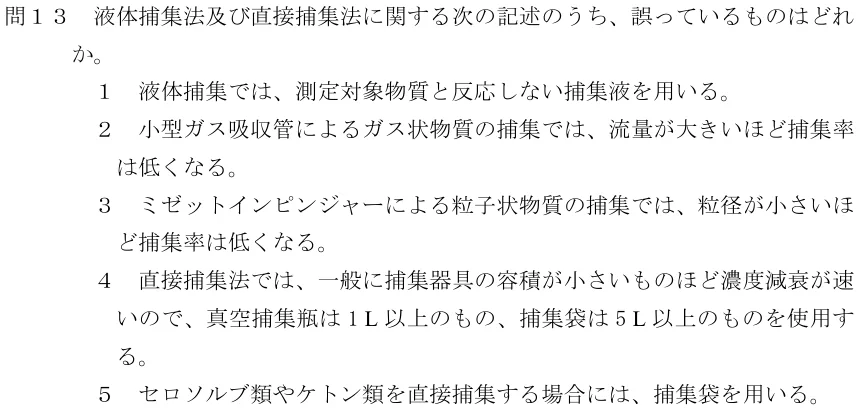 問１３　液体捕集法及び直接捕集法に関する次の記述のうち、誤っているものはどれ
か。
１　液体捕集では、測定対象物質と反応しない捕集液を用いる。
２　小型ガス吸収管によるガス状物質の捕集では、流量が大きいほど捕集率
は低くなる。
３　ミゼットインピンジャーによる粒子状物質の捕集では、粒径が小さいほ
ど捕集率は低くなる。
４　直接捕集法では、一般に捕集器具の容積が小さいものほど濃度減衰が速
いので、真空捕集瓶は１L 以上のもの、捕集袋は５L 以上のものを使用す
る。
５　セロソルブ類やケトン類を直接捕集する場合には、捕集袋を用いる。